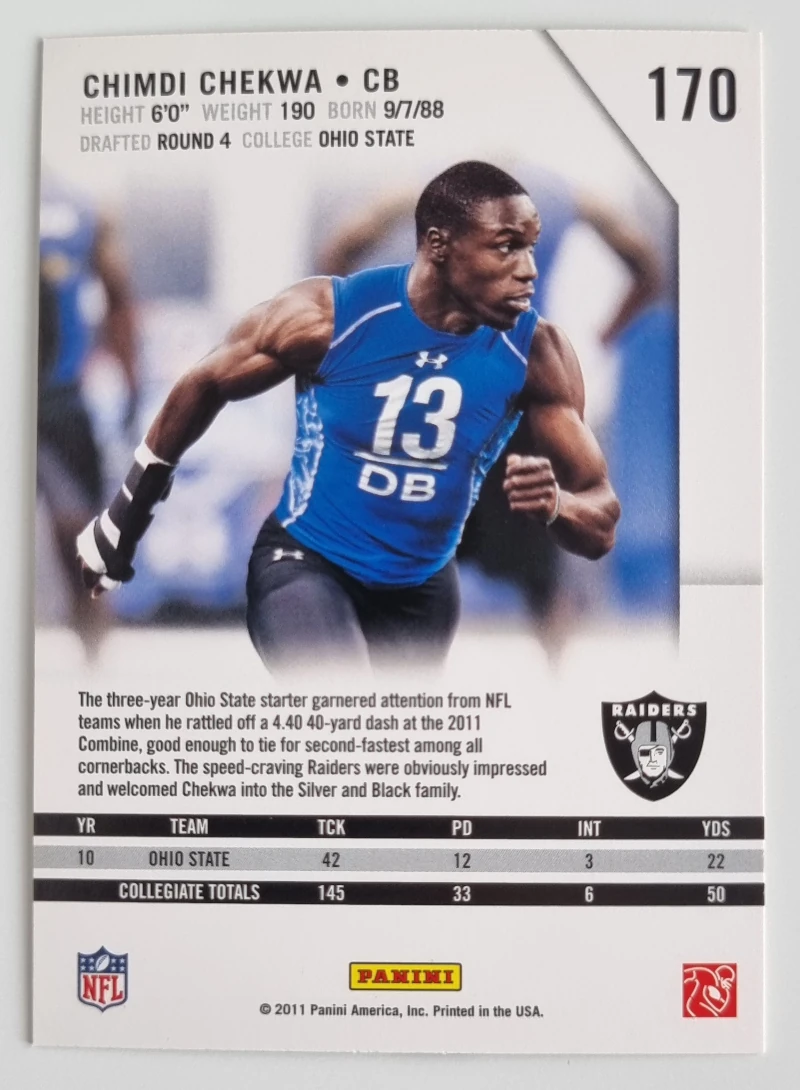 CHIMDI CHEKWA • CB
170
HEIGHT 6'0" WEIGHT 190 BORN 9/7/88
DRAFTED ROUND 4 COLLEGE OHIO STATE
13
DB
The three-year Ohio State starter garnered attention from NFL
teams when he rattled off a 4.40 40-yard dash at the 2011
Combine, good enough to tie for second-fastest among all
cornerbacks. The speed-craving Raiders were obviously impressed
and welcomed Chekwa into the Silver and Black family.
RAIDERS
YR TEAM TCK PD INT YDS
10 OHIO STATE 42 12 3 22
COLLEGIATE TOTALS 145 33 6 50
NFL
PANINI
© 2011 Panini America, Inc. Printed in the USA.